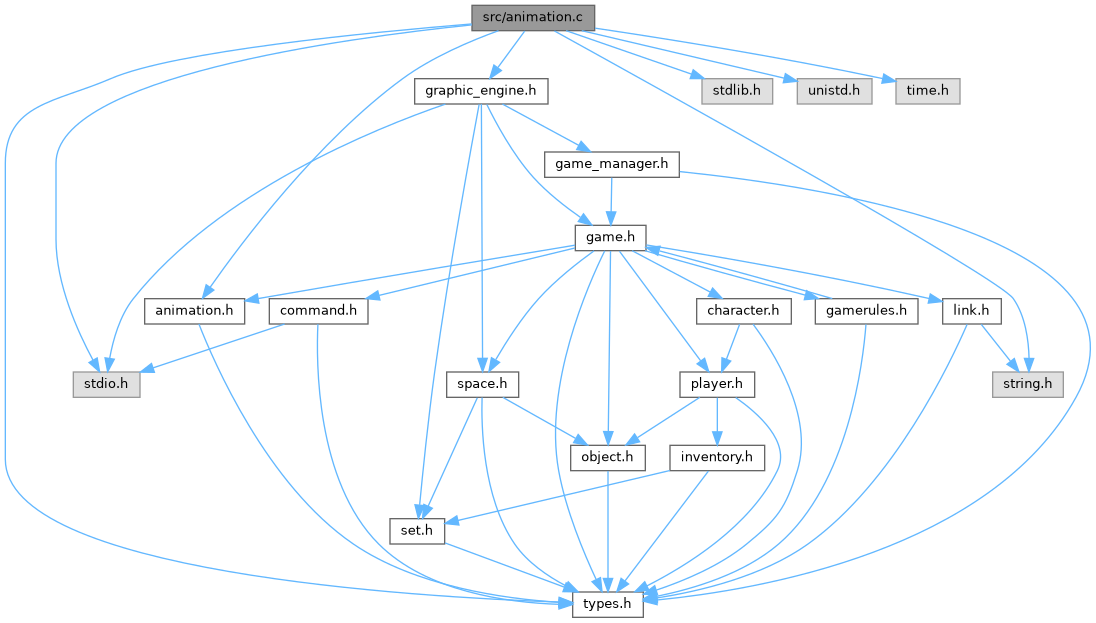 src/animation.c
graphic_engine.h
stdlib.h
unistd.h
time.h
game_manager.h
game.h
animation.h
command.h
character.h
gamerules.h
link.h
stdio.h
space.h
player.h
string.h
object.h
inventory.h
set.h
types.h